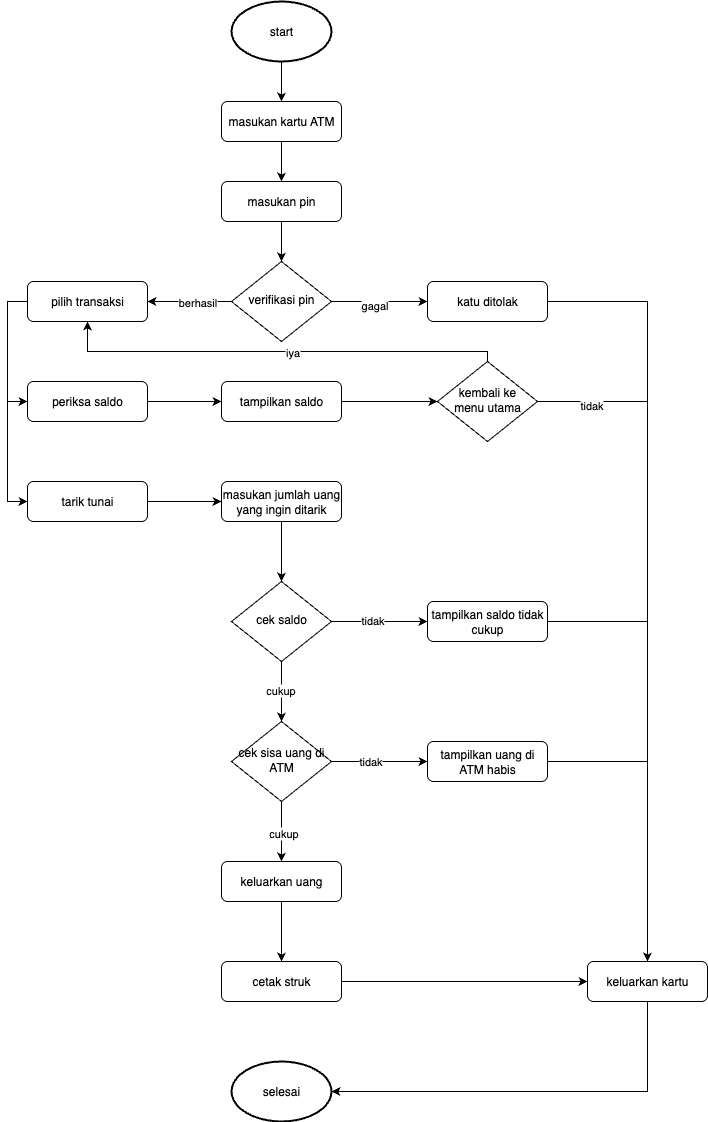 start
masukan kartu ATM
masukan pin
verifikasi pin
berhasil
gagal
pilih transaksi
katu ditolak
iya
periksa saldo
tampilkan saldo
kembali ke
menu utama
tidak
tarik tunai
masukan jumlah uang
yang ingin ditarik
cek saldo
tidak
tampilkan saldo tidak
cukup
cukup
cek sisa uang di
ATM
tidak
tampilkan uang di
ATM habis
cukup
keluarkan uang
cetak struk
keluarkan kartu
selesai